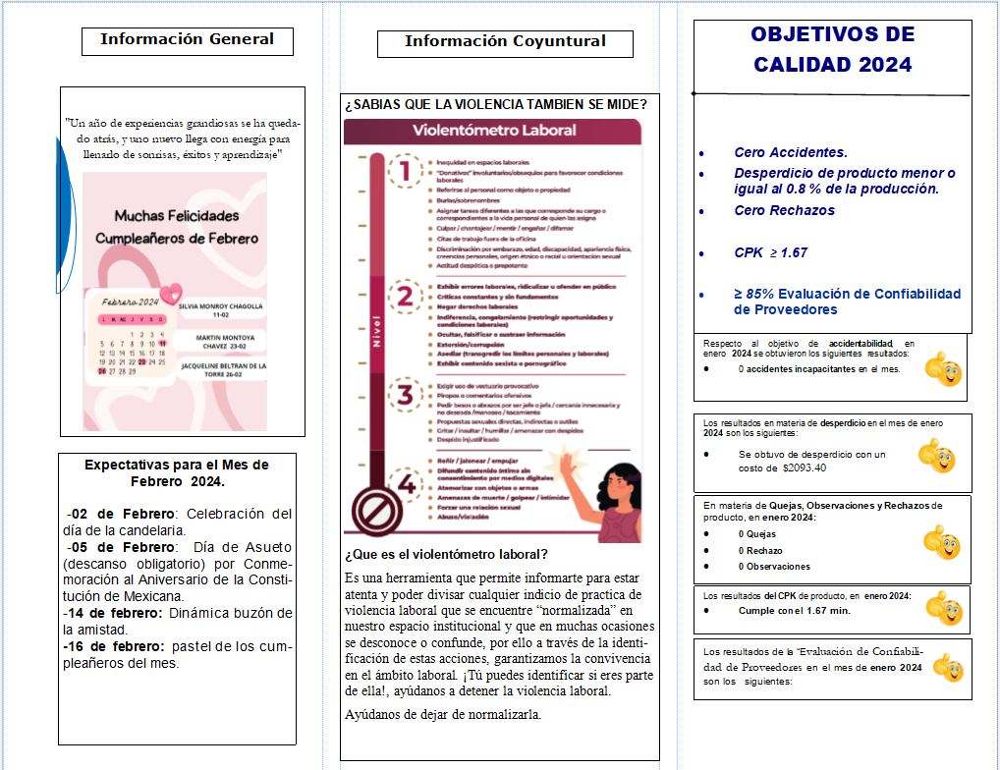 Información General
"Un año de experiencias grandiosas se ha queda-
do atrás, y uno nuevo llega con energía para
llenarlo de sonrisas, éxitos y aprendizaje"
Muchas Felicidades
Cumpleañeros de Febrero
Febrero 2024
L M MI J V S D
1 2 3 4
5 6 7 8 9 10 11
12 13 14 15 16 17 18
19 20 21 22 23 24 25
26 27 28 29
SILVIA MONROY CHAGOLLA
11-02
MARTIN MONTOYA
CHAVEZ 23-02
JACQUELINE BELTRAN DE LA
TORRE 26-02
Expectativas para el Mes de
Febrero 2024.
-02 de Febrero: Celebración del
día de la candelaria.
-05 de Febrero: Día de Asueto
(descanso obligatorio) por Conme-
moración al Aniversario de la Consti-
tución de Mexicana.
-14 de febrero: Dinámica buzón de
la amistad.
-16 de febrero: pastel de los cum-
pleañeros del mes.
Información Coyuntural
¿SABIAS QUE LA VIOLENCIA TAMBIEN SE MIDE?
Violentómetro Laboral
Nivel
1
Inequidad en espacios laborales
"Donativos" involuntarios/obsequios para favorecer condiciones
laborales
Referirse al personal como objeto o propiedad
Burlas/sobrenombres
Asignar tareas diferentes a las que corresponde su cargo o
correspondientes a la vida personal de quien las asigna
Culpar / chantajear / mentir / engañar / difamar
Citas de trabajo fuera de la oficina
Discriminación por embarazo, edad, discapacidad, apariencia física,
creencias personales, origen étnico o racial u orientación sexual
Actitud despótica o prepotente
2
Exhibir errores laborales, ridiculizar u ofender en público
Críticas constantes y sin fundamentos
Negar derechos laborales
Indiferencia, congelamiento (restringir oportunidades y
condiciones laborales)
Ocultar, falsificar o sustraer información
Extorsión/corrupción
Asediar (transgredir los límites personales y laborales)
Exhibir contenido sexista o pornográfico
3
Exigir uso de vestuario provocativo
Piropos o comentarios ofensivos
Pedir besos o abrazos por ser jefe o jefa / cercanía innecesaria y
no deseada /manoseo / tocamiento
Propuestas sexuales directas, indirectas o sutiles
Gritar / insultar / humillar / amenazar con despidos
Despido injustificado
4
Reñir / jalonear / empujar
Difundir contenido íntimo sin
consentimiento por medios digitales
Atemorizar con objetos o armas
Amenazas de muerte / golpear / intimidar
Forzar una relación sexual
Abuso/violación
¿Que es el violentómetro laboral?
Es una herramienta que permite informarte para estar
atenta y poder divisar cualquier indicio de practica de
violencia laboral que se encuentre “normalizada” en
nuestro espacio institucional y que en muchas ocasiones
se desconoce o confunde, por ello a través de la identi-
ficación de estas acciones, garantizamos la convivencia
en el ámbito laboral. ¡Tú puedes identificar si eres parte
de ella!, ayúdanos a detener la violencia laboral.
Ayúdanos de dejar de normalizarla.
OBJETIVOS DE
CALIDAD 2024
Cero Accidentes.
Desperdicio de producto menor o
igual al 0.8 % de la producción.
Cero Rechazos
CPK ≥ 1.67
≥ 85% Evaluación de Confiabilidad
de Proveedores
Respecto al objetivo de accidentabilidad, en
enero 2024 se obtuvieron los siguientes resultados:
0 accidentes incapacitantes en el mes.
Los resultados en materia de desperdicio en el mes de enero
2024 son los siguientes:
Se obtuvo de desperdicio con un
costo de $2093.40
En materia de Quejas, Observaciones y Rechazos de
producto, en enero 2024:
0 Quejas
0 Rechazo
0 Observaciones
Los resultados del CPK de producto, en enero 2024:
Cumple con el 1.67 min.
Los resultados de la "Evaluación de Confiabili-
dad de Proveedores en el mes de enero 2024
son los siguientes: